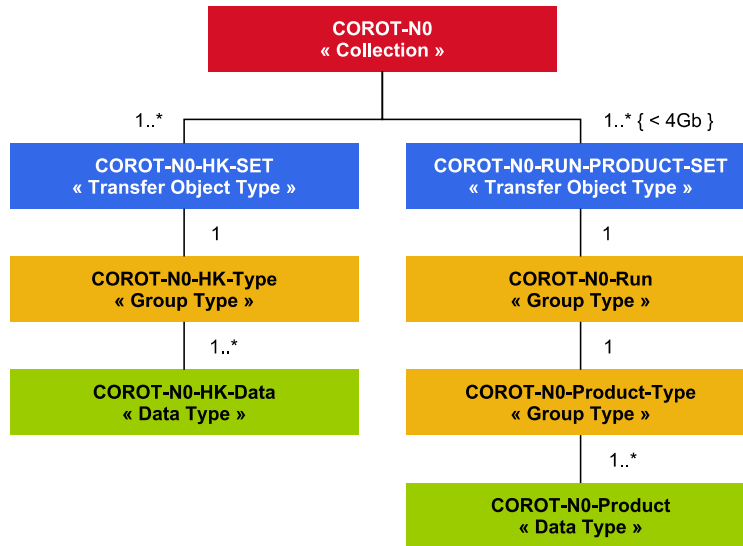 COROT-N0
« Collection »
1..*
1..* { < 4Gb }
COROT-N0-HK-SET
« Transfer Object Type »
COROT-N0-RUN-PRODUCT-SET
« Transfer Object Type »
1
1
COROT-N0-HK-Type
« Group Type »
COROT-N0-Run
« Group Type »
1..*
1
COROT-N0-HK-Data
« Data Type »
COROT-N0-Product-Type
« Group Type »
1..*
COROT-N0-Product
« Data Type »